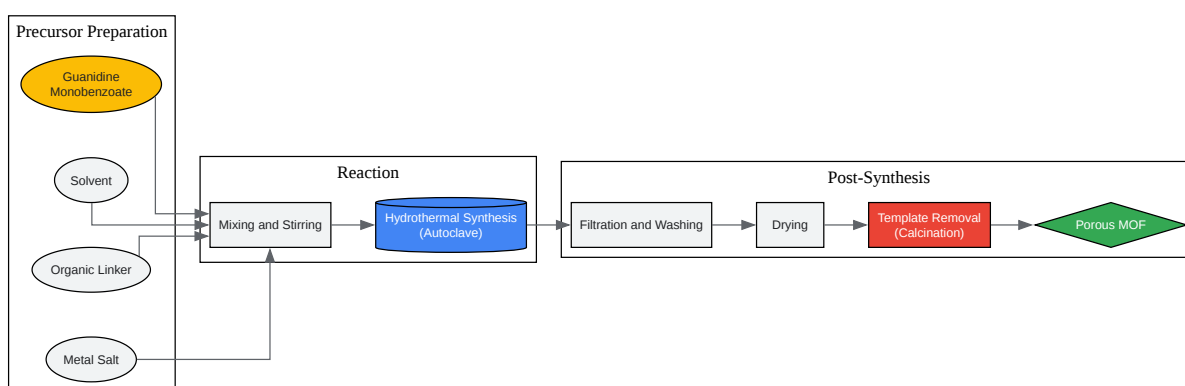 Precursor Preparation
Guanidine
Monobenzoate
Solvent
Organic Linker
Metal Salt
Reaction
Mixing and Stirring
Hydrothermal Synthesis
(Autoclave)
Post-Synthesis
Filtration and Washing
Drying
Template Removal
(Calcination)
Porous MOF